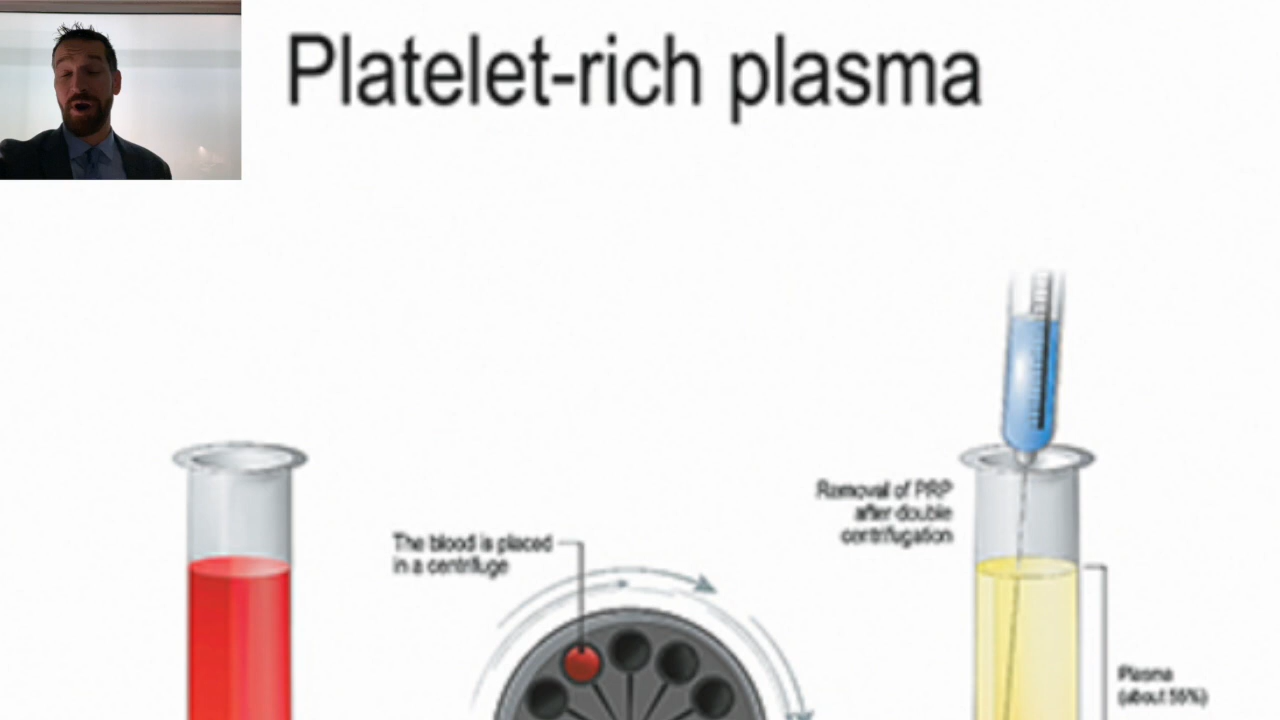 Platelet-rich plasma
Removal of PRP
after double
centrifugation
The blood is placed
in a centrifuge
Plasma
(about 55%)